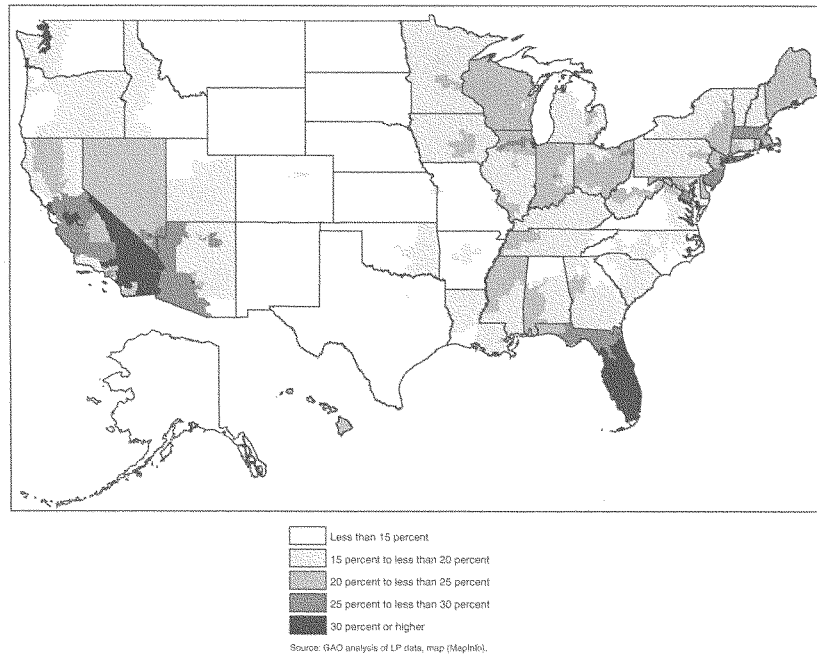 Less than 15 percent
15 percent to less than 20 percent
20 percent to less than 25 percent
25 percent to less than 30 percent
30 percent or higher
Source: GAO analysis of LP data, map (MapInfo).